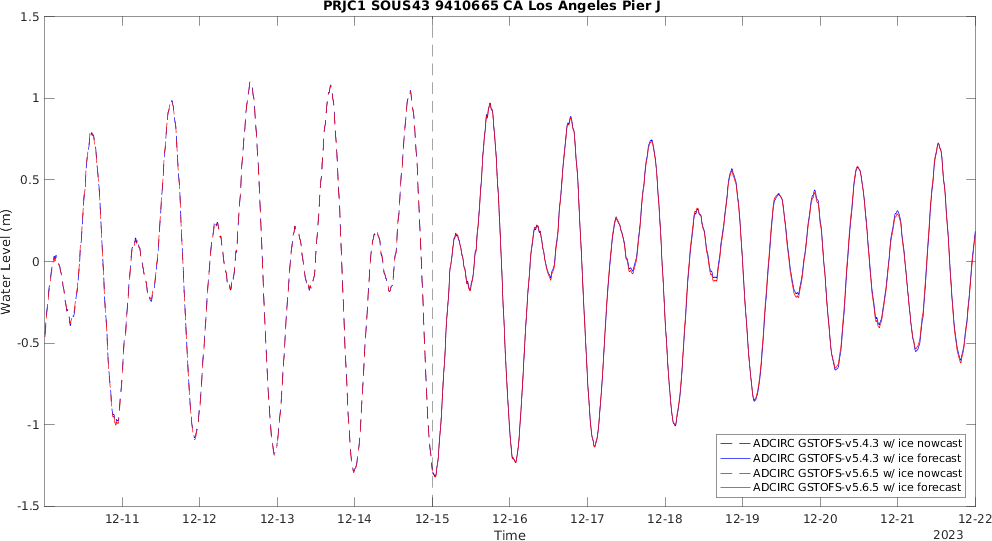 PRJC1 SOUS43 9410665 CA Los Angeles Pier J
Water Level (m)
1.5
1
0.5
0
-0.5
-1
-1.5
12-11 12-12 12-13 12-14 12-15 12-16 12-17 12-18 12-19 12-20 12-21 12-22
Time
2023
ADCIRC GSTOFS-v5.4.3 w/ ice nowcast
ADCIRC GSTOFS-v5.4.3 w/ ice forecast
ADCIRC GSTOFS-v5.6.5 w/ ice nowcast
ADCIRC GSTOFS-v5.6.5 w/ ice forecast